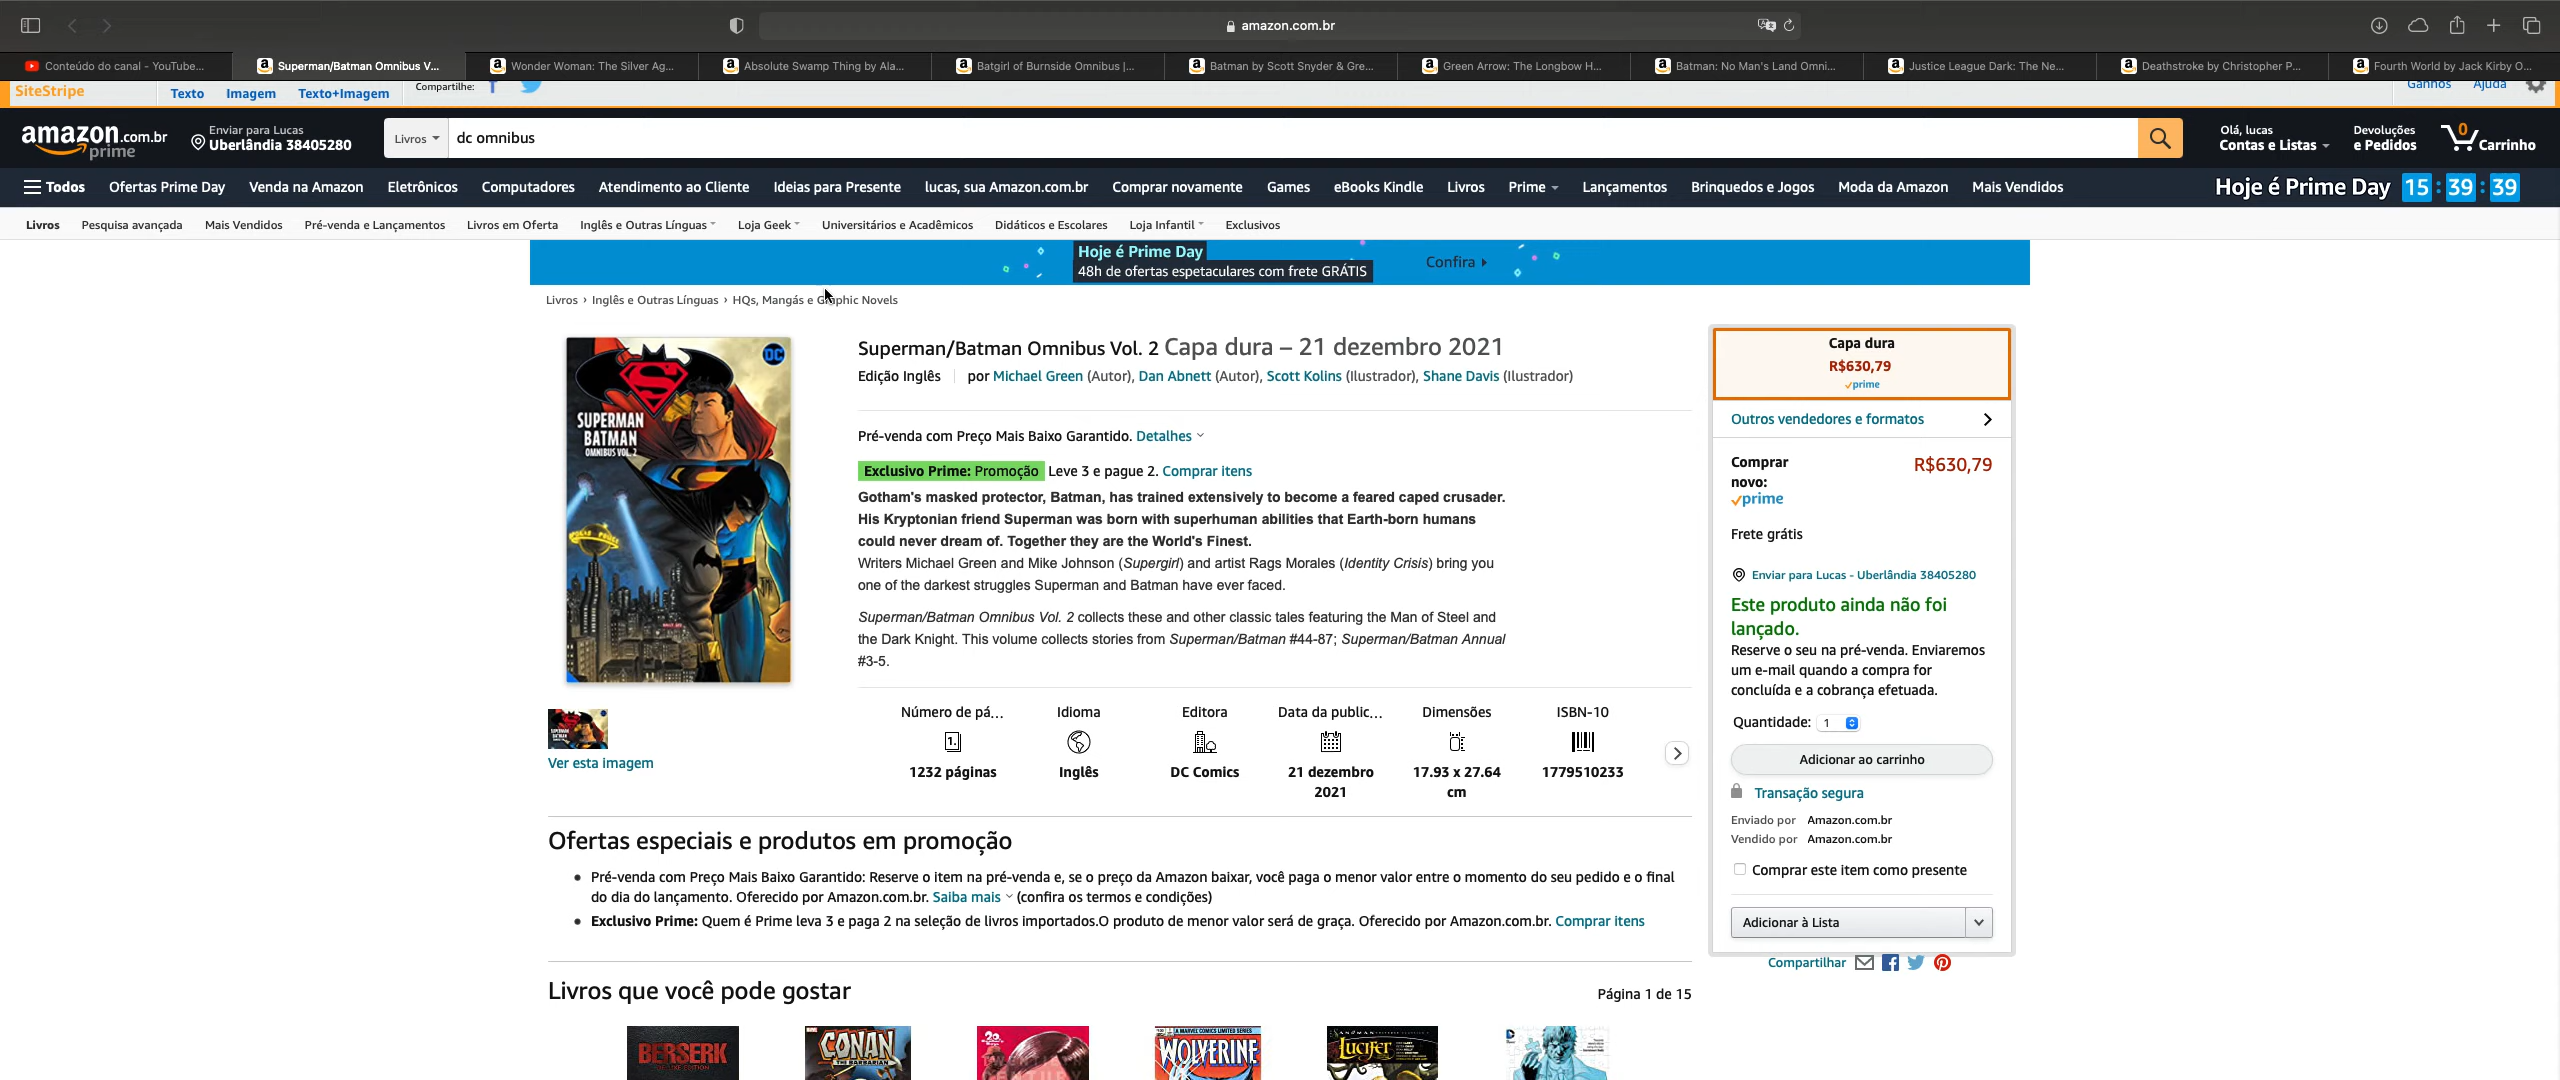 amazon.com.br
Conteúdo do canal - YouTube...
Superman/Batman Omnibus V...
Wonder Woman: The Silver Ag...
Absolute Swamp Thing by Ala...
Batgirl of Burnside Omnibus |...
Batman by Scott Snyder & Gre...
Green Arrow: The Longbow H...
Batman: No Man's Land Omni...
Justice League Dark: The Ne...
Deathstroke by Christopher P...
Fourth World by Jack Kirby O...
SiteStripe
Texto
Imagem
Texto+Imagem
Compartilhe:
Ganhos
Ajuda
amazon.com.br
prime
Enviar para Lucas
Uberlândia 38405280
Livros
dc omnibus
Olá, lucas
Contas e Listas
Devoluções
e Pedidos
0
Carrinho
Todos
Ofertas Prime Day
Venda na Amazon
Eletrônicos
Computadores
Atendimento ao Cliente
Ideias para Presente
lucas, sua Amazon.com.br
Comprar novamente
Games
eBooks Kindle
Livros
Prime
Lançamentos
Brinquedos e Jogos
Moda da Amazon
Mais Vendidos
Hoje é Prime Day 15 : 39 : 39
Livros
Pesquisa avançada
Mais Vendidos
Pré-venda e Lançamentos
Livros em Oferta
Inglês e Outras Línguas
Loja Geek
Universitários e Acadêmicos
Didáticos e Escolares
Loja Infantil
Exclusivos
Hoje é Prime Day
48h de ofertas espetaculares com frete GRÁTIS
Confira
Livros › Inglês e Outras Línguas › HQs, Mangás e Graphic Novels
DC
SUPERMAN
BATMAN
OMNIBUS VOL. 2
Ver esta imagem
Superman/Batman Omnibus Vol. 2 Capa dura – 21 dezembro 2021
Edição Inglês | por Michael Green (Autor), Dan Abnett (Autor), Scott Kolins (Ilustrador), Shane Davis (Ilustrador)
Pré-venda com Preço Mais Baixo Garantido. Detalhes
Exclusivo Prime: Promoção Leve 3 e pague 2. Comprar itens
Gotham's masked protector, Batman, has trained extensively to become a feared caped crusader.
His Kryptonian friend Superman was born with superhuman abilities that Earth-born humans
could never dream of. Together they are the World's Finest.
Writers Michael Green and Mike Johnson (Supergirl) and artist Rags Morales (Identity Crisis) bring you
one of the darkest struggles Superman and Batman have ever faced.
Superman/Batman Omnibus Vol. 2 collects these and other classic tales featuring the Man of Steel and
the Dark Knight. This volume collects stories from Superman/Batman #44-87; Superman/Batman Annual
#3-5.
Número de pá...
1232 páginas
Idioma
Inglês
Editora
DC Comics
Data da public...
21 dezembro
2021
Dimensões
17.93 x 27.64
cm
ISBN-10
1779510233
Capa dura
R$630,79
prime
Outros vendedores e formatos
Comprar
novo:
R$630,79
prime
Frete grátis
Enviar para Lucas - Uberlândia 38405280
Este produto ainda não foi
lançado.
Reserve o seu na pré-venda. Enviaremos
um e-mail quando a compra for
concluída e a cobrança efetuada.
Quantidade: 1
Adicionar ao carrinho
Transação segura
Enviado por Amazon.com.br
Vendido por Amazon.com.br
Comprar este item como presente
Adicionar à Lista
Compartilhar
Ofertas especiais e produtos em promoção
Pré-venda com Preço Mais Baixo Garantido: Reserve o item na pré-venda e, se o preço da Amazon baixar, você paga o menor valor entre o momento do seu pedido e o final
do dia do lançamento. Oferecido por Amazon.com.br. Saiba mais (confira os termos e condições)
Exclusivo Prime: Quem é Prime leva 3 e paga 2 na seleção de livros importados.O produto de menor valor será de graça. Oferecido por Amazon.com.br. Comprar itens
Livros que você pode gostar
Página 1 de 15
BERSERK
CONAN
THE BARBARIAN
WOLVERINE
LUCIFER